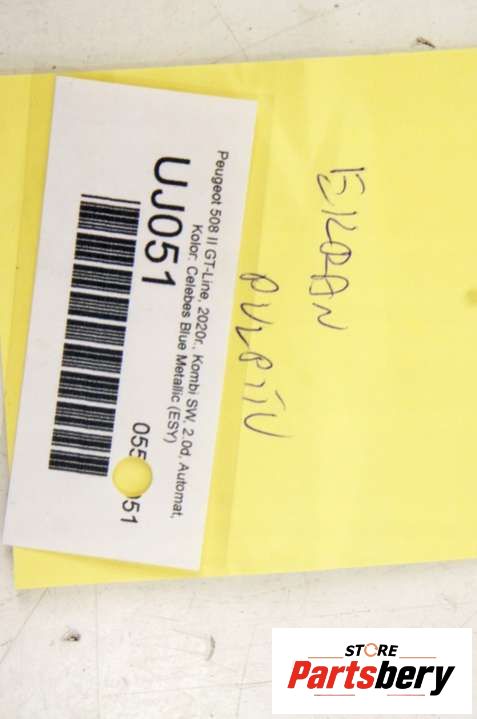 Peugeot 508 II GT-Line, 2020r., Kombi SW, 2.0d, Automat,
Kolor: Celebes Blue Metallic (ESY)
UJ051
055 51
EKRAN
PULPITU
STORE
Partsbery